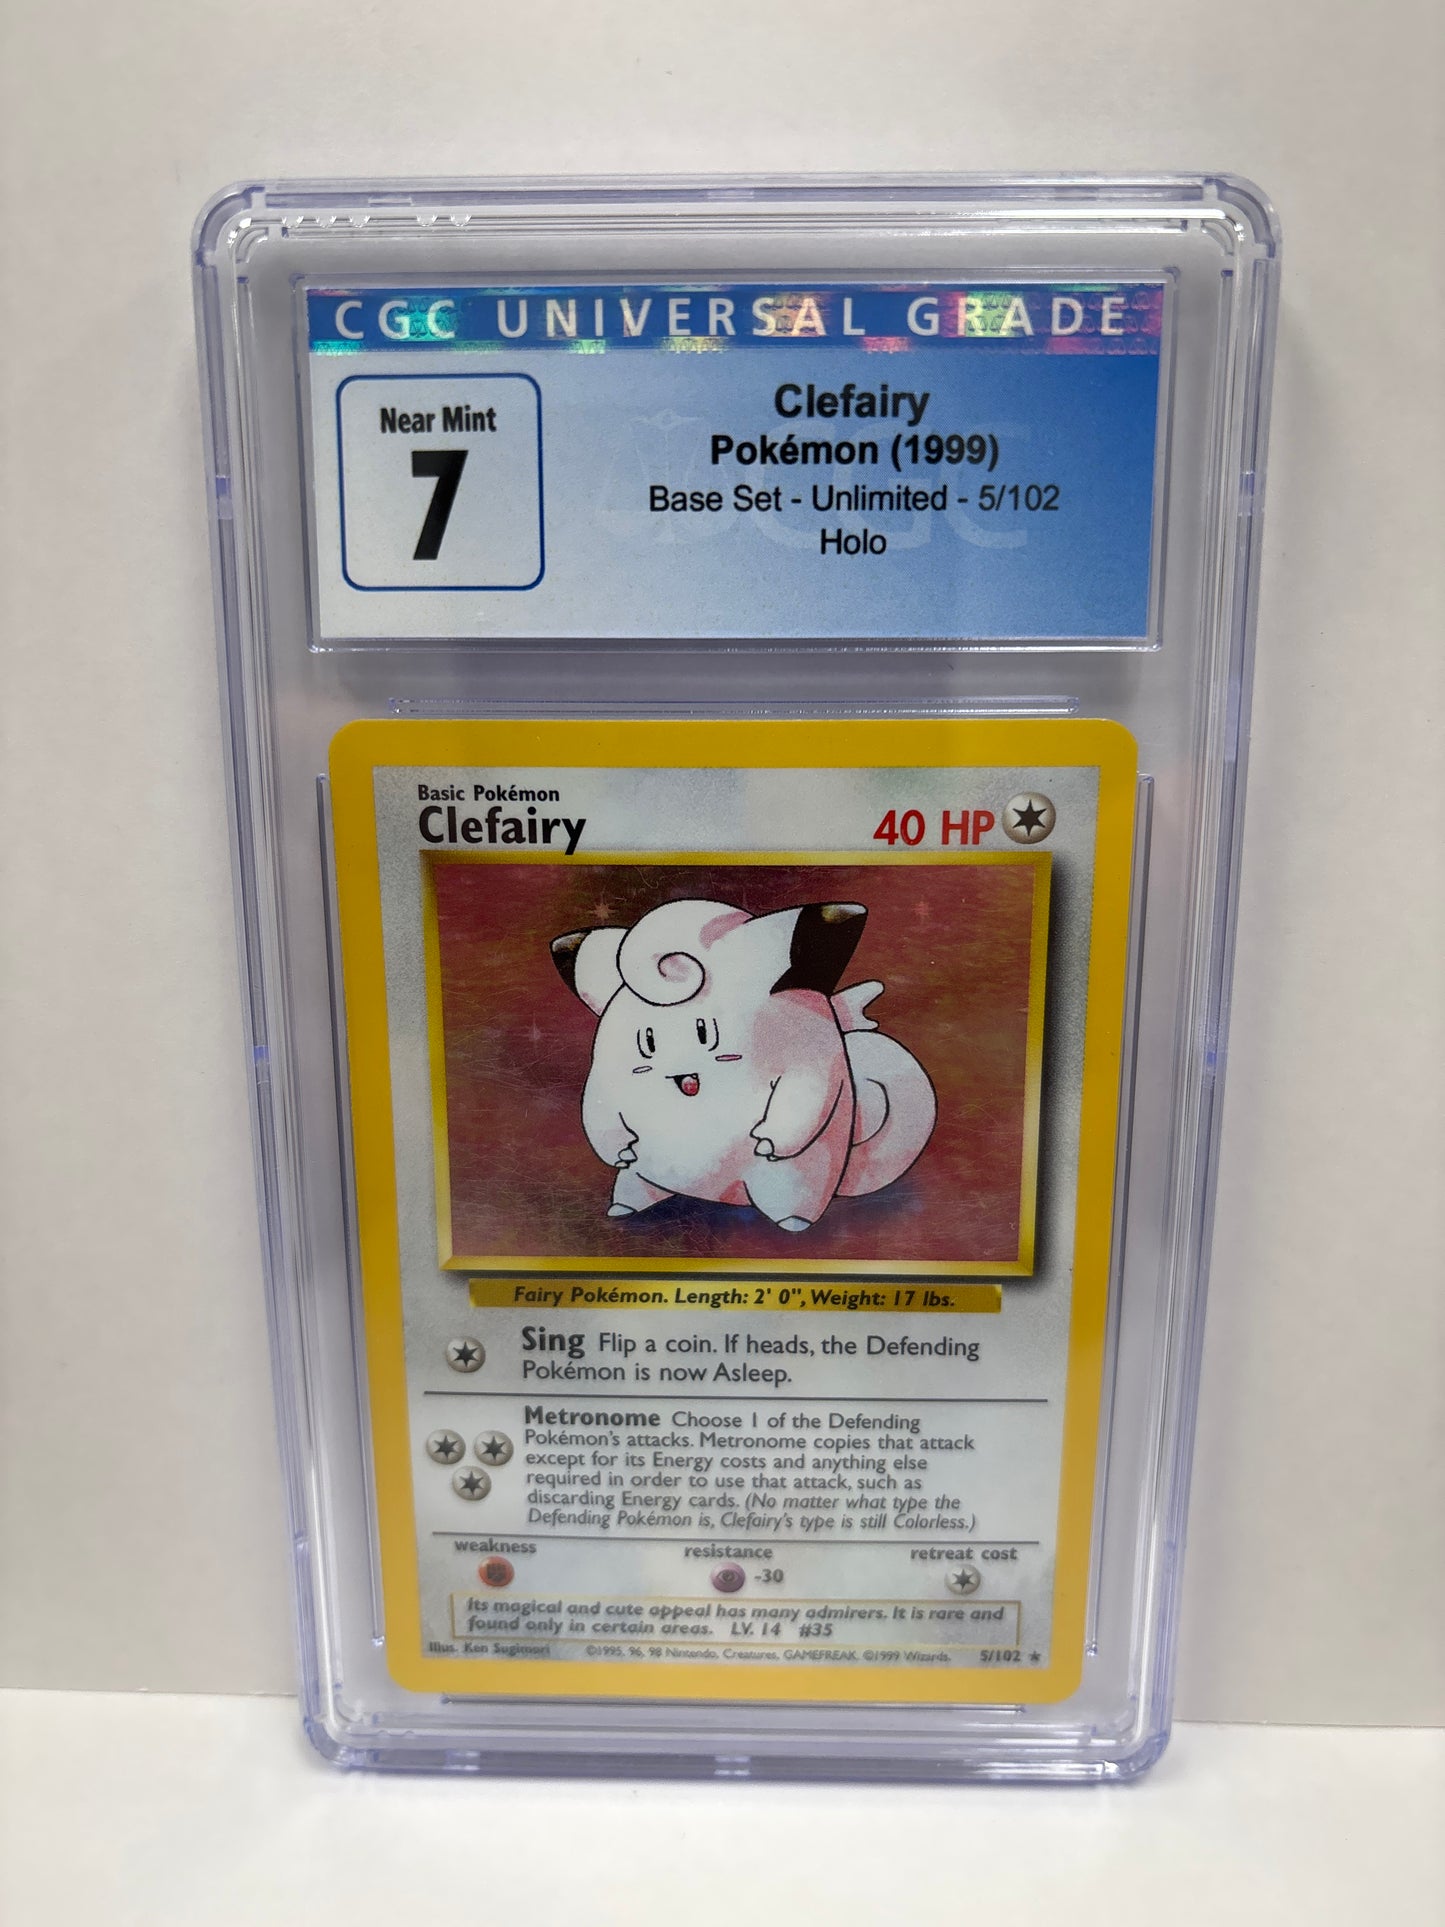 CGC UNIVERSAL GRADE
Near Mint
7
Clefairy
Pokémon (1999)
Base Set - Unlimited - 5/102
Holo
CGC
Basic Pokémon
Clefairy
40 HP
Fairy Pokémon. Length: 2' 0", Weight: 17 lbs.
Sing Flip a coin. If heads, the Defending
Pokémon is now Asleep.
Metronome Choose 1 of the Defending
Pokémon's attacks. Metronome copies that attack
except for its Energy costs and anything else
required in order to use that attack, such as
discarding Energy cards. (No matter what type the
Defending Pokémon is, Clefairy's type is still Colorless.)
weakness
resistance
retreat cost
-30
Its magical and cute appeal has many admirers. It is rare and
found only in certain areas. LV. 14 #35
Illus. Ken Sugimori ©1995, 96, 98 Nintendo, Creatures, GAMEFREAK. ©1999 Wizards. 5/102 ★